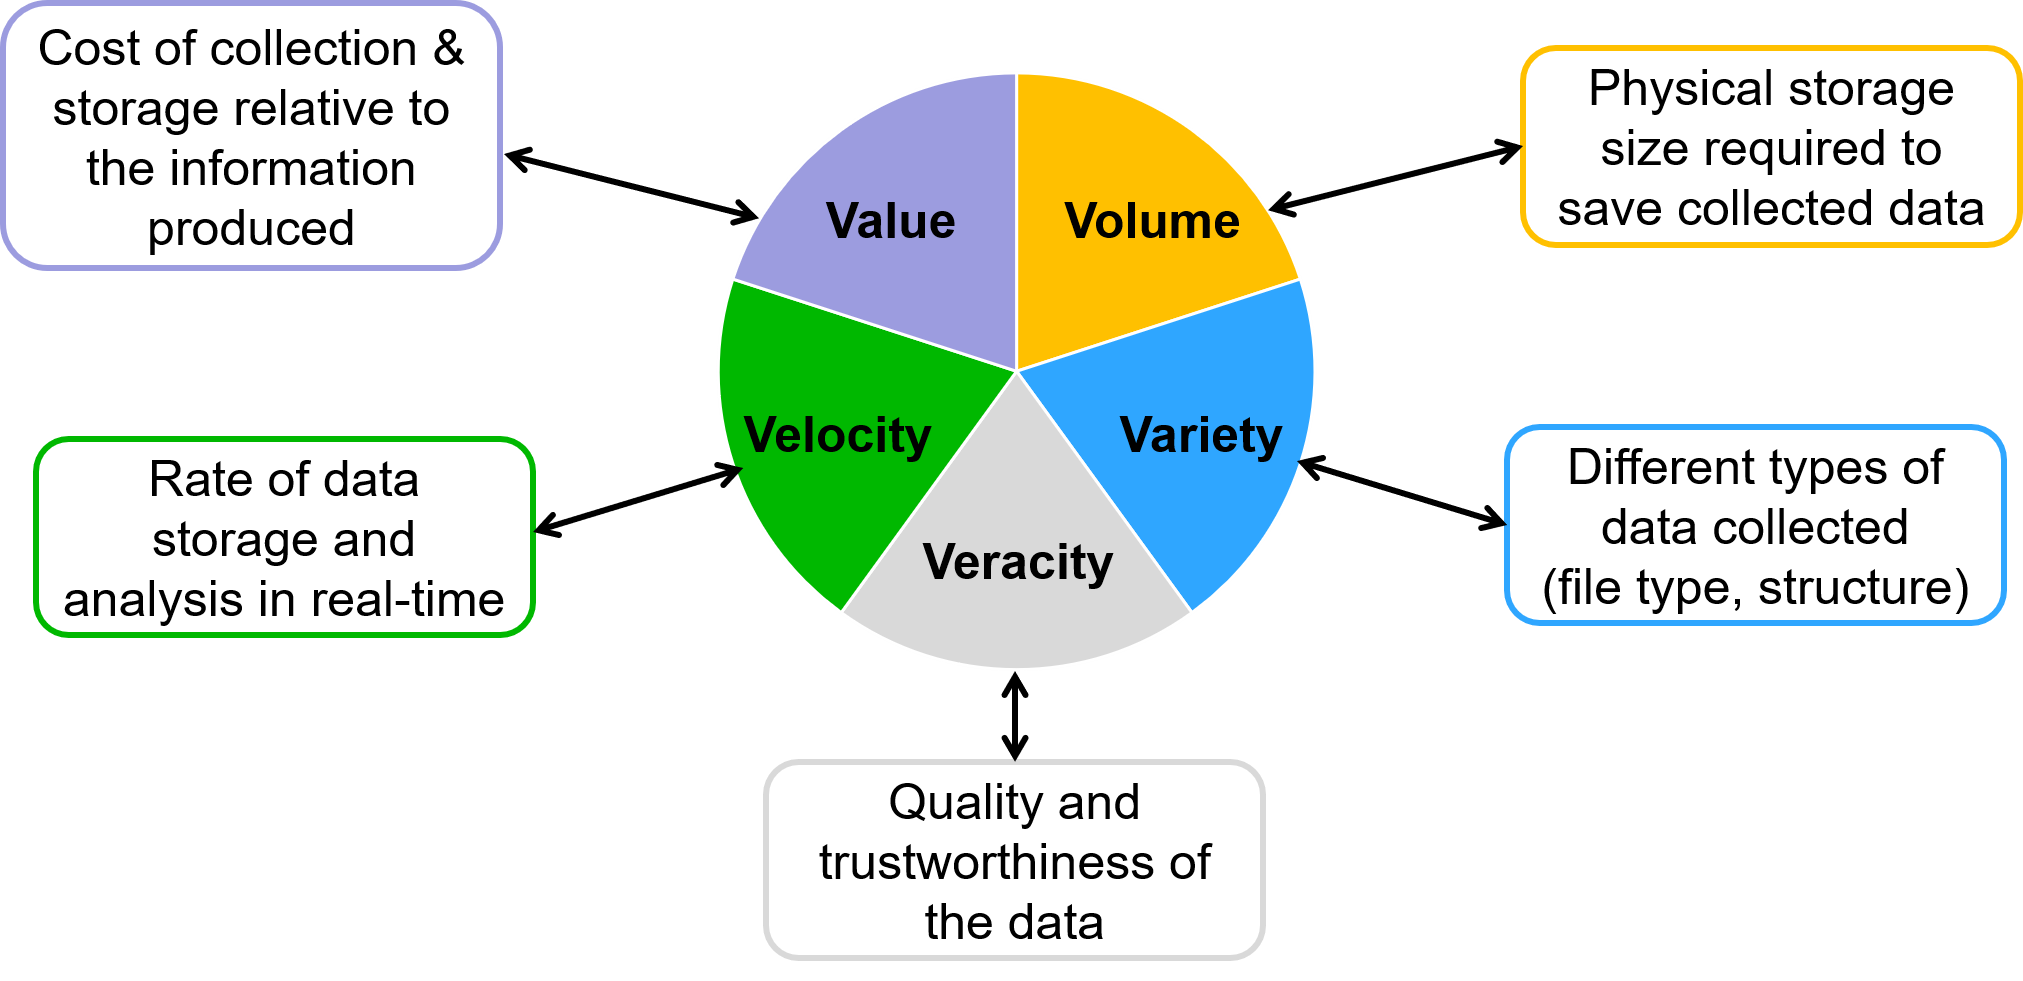 Cost of collection &
storage relative to
the information
produced
Physical storage
size required to
save collected data
Value
Volume
Velocity
Variety
Veracity
Rate of data
storage and
analysis in real-time
Different types of
data collected
(file type, structure)
Quality and
trustworthiness of
the data